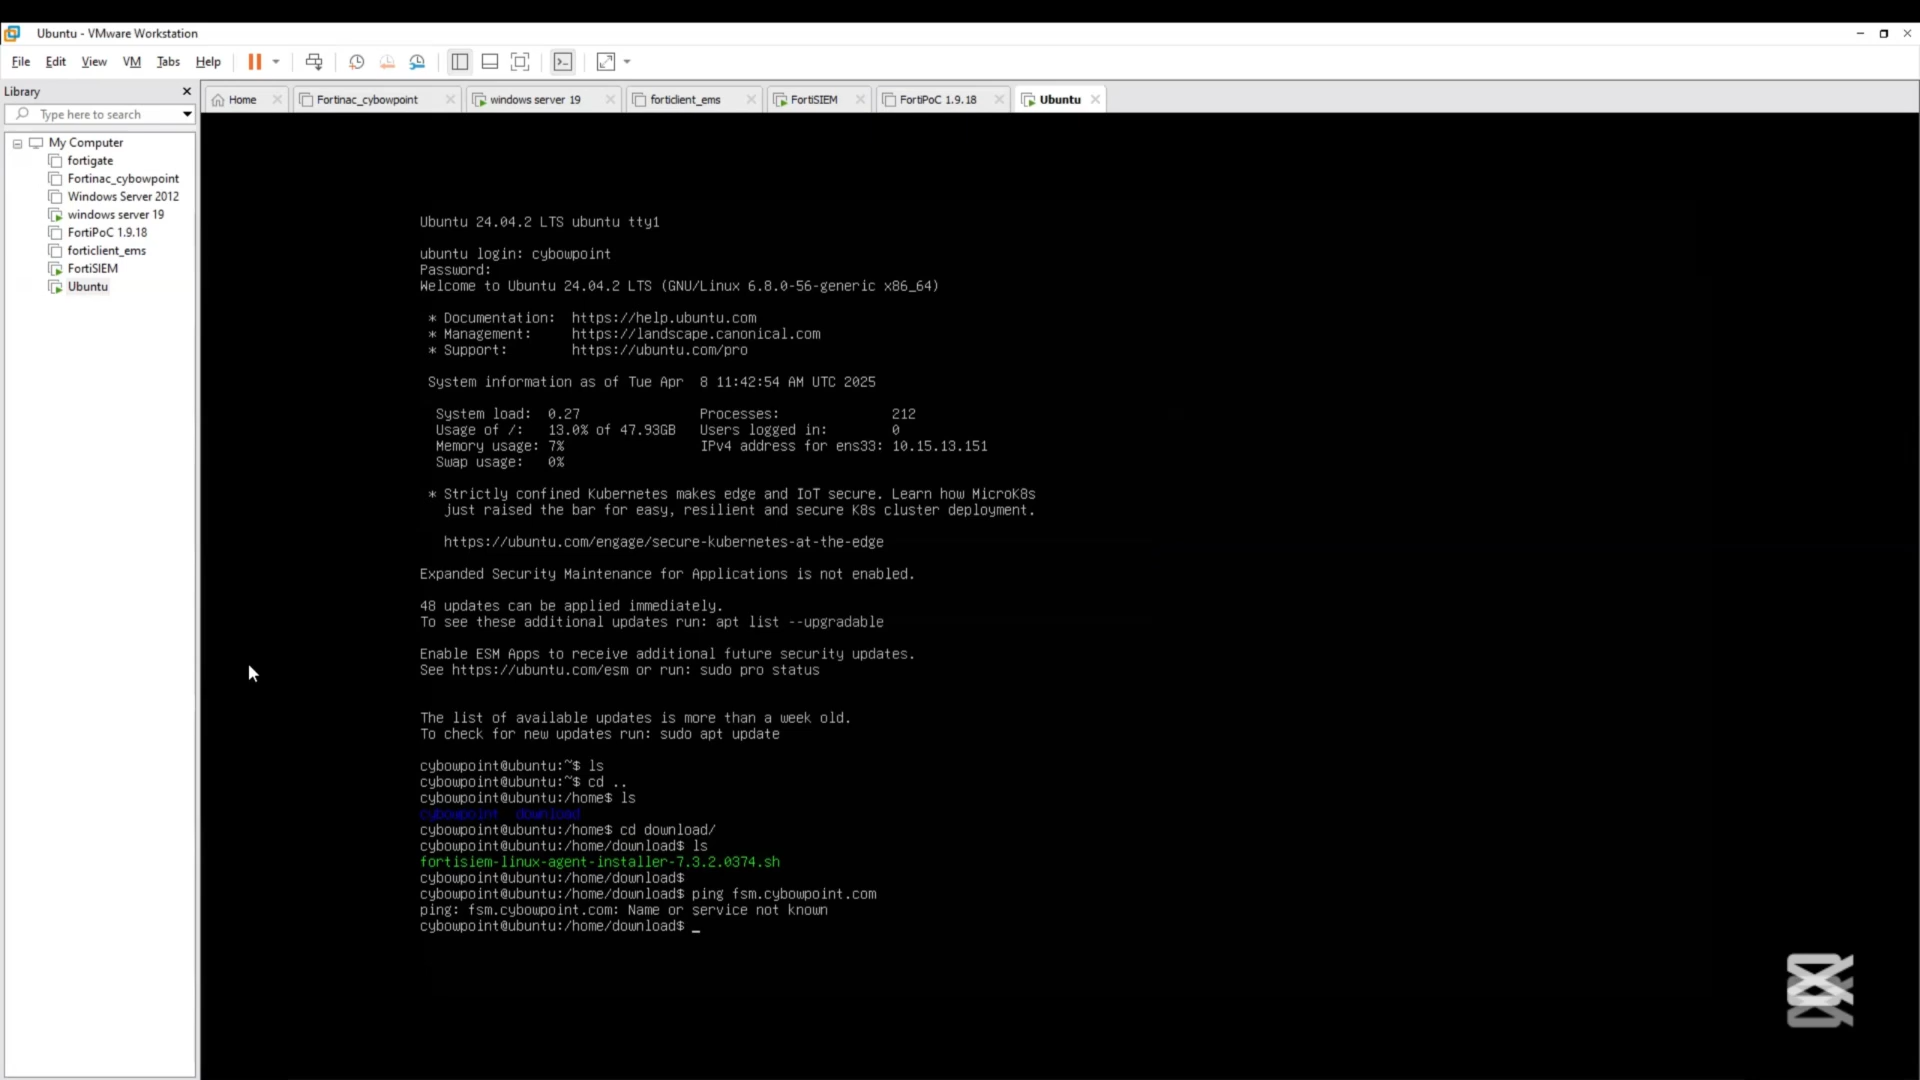 Ubuntu - VMware Workstation
File Edit View VM Tabs Help
Library
Type here to search
My Computer
fortigate
Fortinac_cybowpoint
Windows Server 2012
windows server 19
FortiPoC 1.9.18
forticlient_ems
FortiSIEM
Ubuntu
Home Fortinac_cybowpoint windows server 19 forticlient_ems FortiSIEM FortiPoC 1.9.18 Ubuntu
Ubuntu 24.04.2 LTS ubuntu tty1
ubuntu login: cybowpoint
Password:
Welcome to Ubuntu 24.04.2 LTS (GNU/Linux 6.8.0-56-generic x86_64)
* Documentation: https://help.ubuntu.com
* Management: https://landscape.canonical.com
* Support: https://ubuntu.com/pro
System information as of Tue Apr 8 11:42:54 AM UTC 2025
System load: 0.27 Processes: 212
Usage of /: 13.0% of 47.93GB Users logged in: 0
Memory usage: 7% IPv4 address for ens33: 10.15.13.151
Swap usage: 0%
* Strictly confined Kubernetes makes edge and IoT secure. Learn how MicroK8s
just raised the bar for easy, resilient and secure K8s cluster deployment.
https://ubuntu.com/engage/secure-kubernetes-at-the-edge
Expanded Security Maintenance for Applications is not enabled.
48 updates can be applied immediately.
To see these additional updates run: apt list --upgradable
Enable ESM Apps to receive additional future security updates.
See https://ubuntu.com/esm or run: sudo pro status
The list of available updates is more than a week old.
To check for new updates run: sudo apt update
cybowpoint@ubuntu:~$ ls
cybowpoint@ubuntu:~$ cd ..
cybowpoint@ubuntu:/home$ ls
cybowpoint download
cybowpoint@ubuntu:/home$ cd download/
cybowpoint@ubuntu:/home/download$ ls
fortisiem-linux-agent-installer-7.3.2.0374.sh
cybowpoint@ubuntu:/home/download$
cybowpoint@ubuntu:/home/download$ ping fsm.cybowpoint.com
ping: fsm.cybowpoint.com: Name or service not known
cybowpoint@ubuntu:/home/download$ _